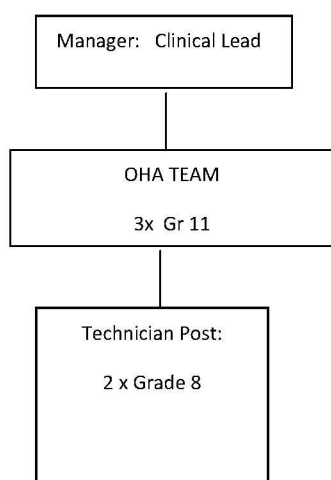 Manager:   Clinical Lead
OHA TEAM
3x  Gr 11
Technician Post:
2 x Grade 8